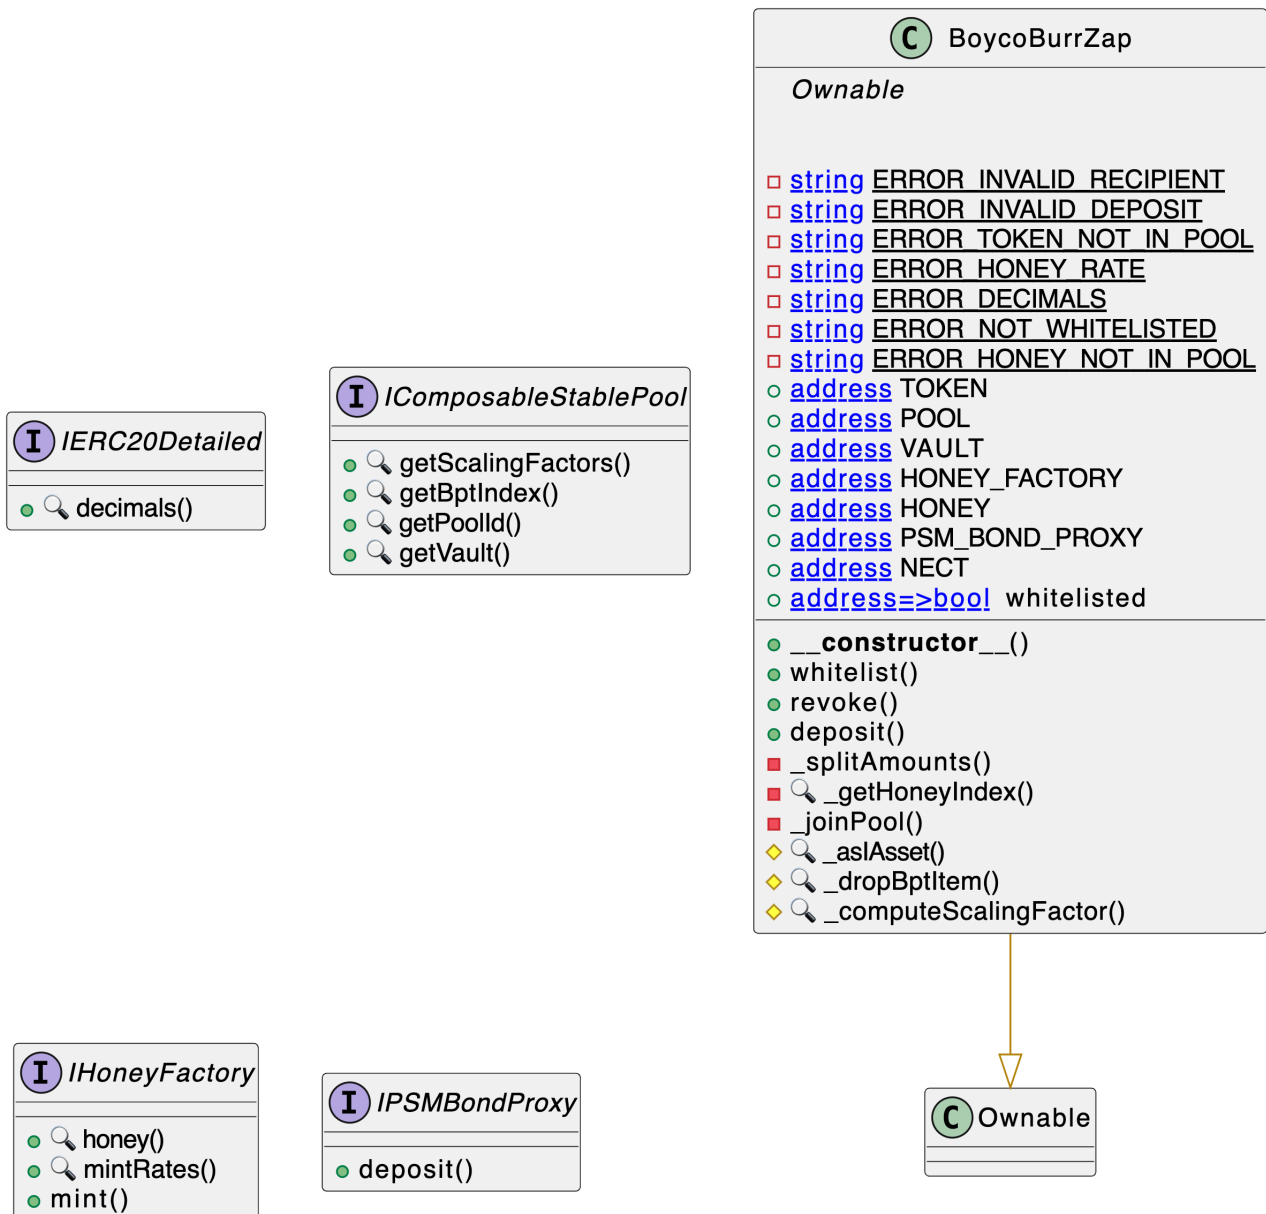 C BoycoBurrZap
Ownable
string ERROR_INVALID_RECIPIENT
string ERROR_INVALID_DEPOSIT
string ERROR_TOKEN_NOT_IN_POOL
string ERROR_HONEY_RATE
string ERROR_DECIMALS
string ERROR_NOT_WHITELISTED
string ERROR_HONEY_NOT_IN_POOL
address TOKEN
address POOL
address VAULT
address HONEY_FACTORY
address HONEY
address PSM_BOND_PROXY
address NECT
address=>bool whitelisted
__constructor__()
whitelist()
revoke()
deposit()
_splitAmounts()
_getHoneyIndex()
_joinPool()
_asIAsset()
_dropBptItem()
_computeScalingFactor()
I IComposableStablePool
getScalingFactors()
getBptIndex()
getPoolId()
getVault()
I IERC20Detailed
decimals()
I IHoneyFactory
honey()
mintRates()
mint()
I IPSMBondProxy
deposit()
C Ownable